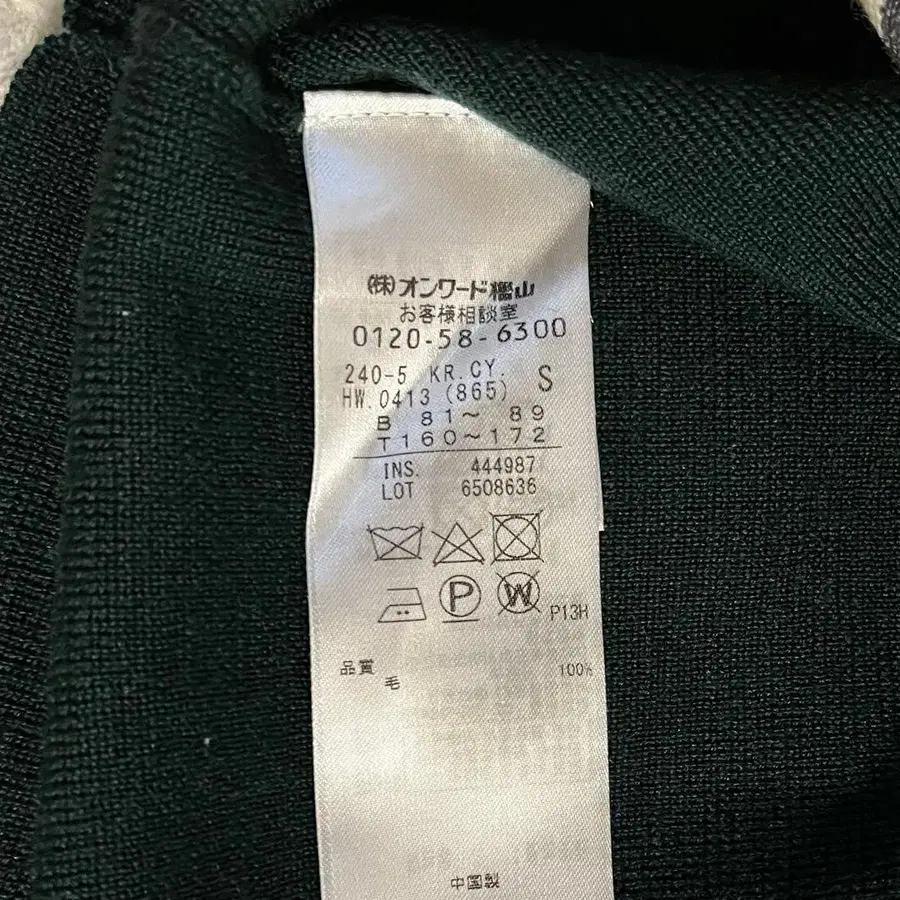 (株)オンワード樫山
お客様相談室
0120-58-6300
240-5 KR.CY. S
HW.0413 (865)
B 81〜 89
T160〜172
INS. 444987
LOT 6508636
P W P13H
品質
毛 100%
中国製